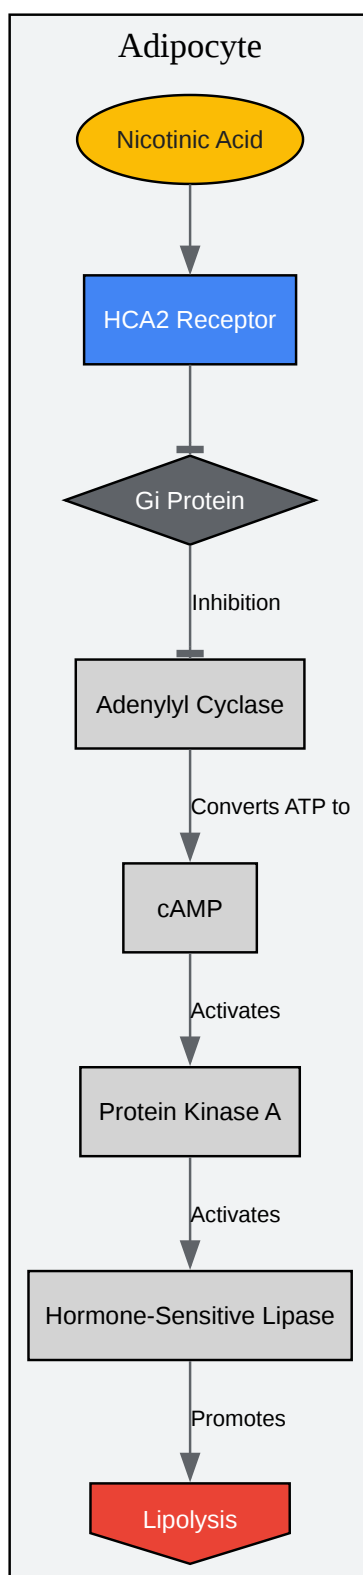 Adipocyte
Nicotinic Acid
HCA2 Receptor
Gi Protein
Inhibition
Adenylyl Cyclase
Converts ATP to
cAMP
Activates
Protein Kinase A
Activates
Hormone-Sensitive Lipase
Promotes
Lipolysis